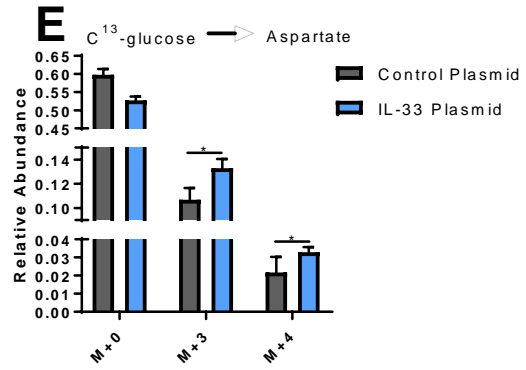 E
C13-glucose Aspartate
Control Plasmid
IL-33 Plasmid
Relative Abundance
0.65
0.60
0.55
0.50
0.45
0.14
0.12
0.10
0.04
0.03
0.02
0.01
0.00
*
*
M+0
M+3
M+4